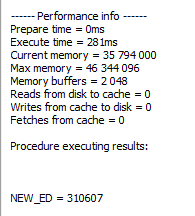 ------ Performance info ------
Prepare time = 0ms
Execute time = 281ms
Current memory = 35 794 000
Max memory = 46 344 096
Memory buffers = 2 048
Reads from disk to cache = 0
Writes from cache to disk = 0
Fetches from cache = 0
Procedure executing results:
NEW_ED = 310607